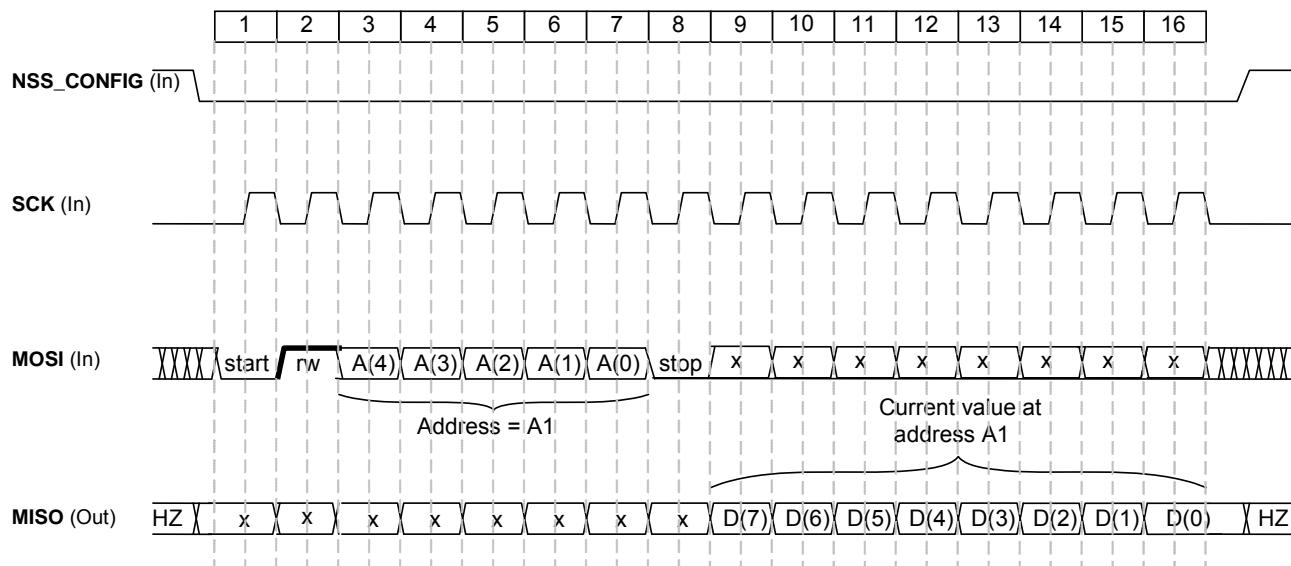 1 2 3 4 5 6 7 8 9 10 11 12 13 14 15 16
NSS_CONFIG (In)
SCK (In)
MOSI (In) start rw A(4) A(3) A(2) A(1) A(0) stop x x x x x x x x
Address = A1
Current value at
address A1
MISO (Out) HZ x x x x x x x x D(7) D(6) D(5) D(4) D(3) D(2) D(1) D(0) HZ